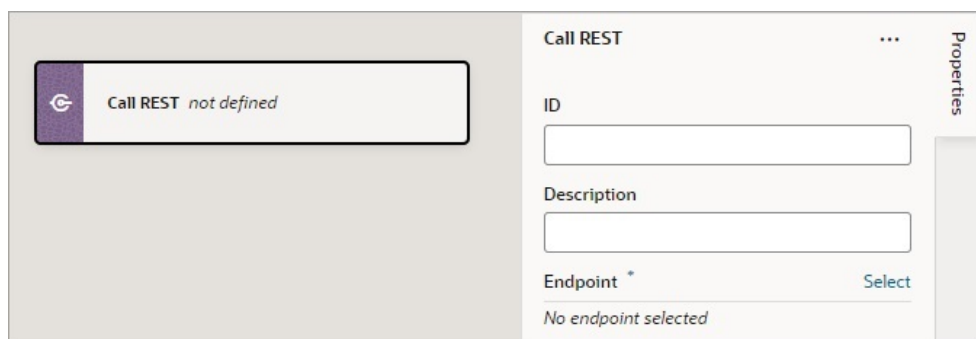 Call REST not defined
Call REST ...
Properties
ID
Description
Endpoint * Select
No endpoint selected